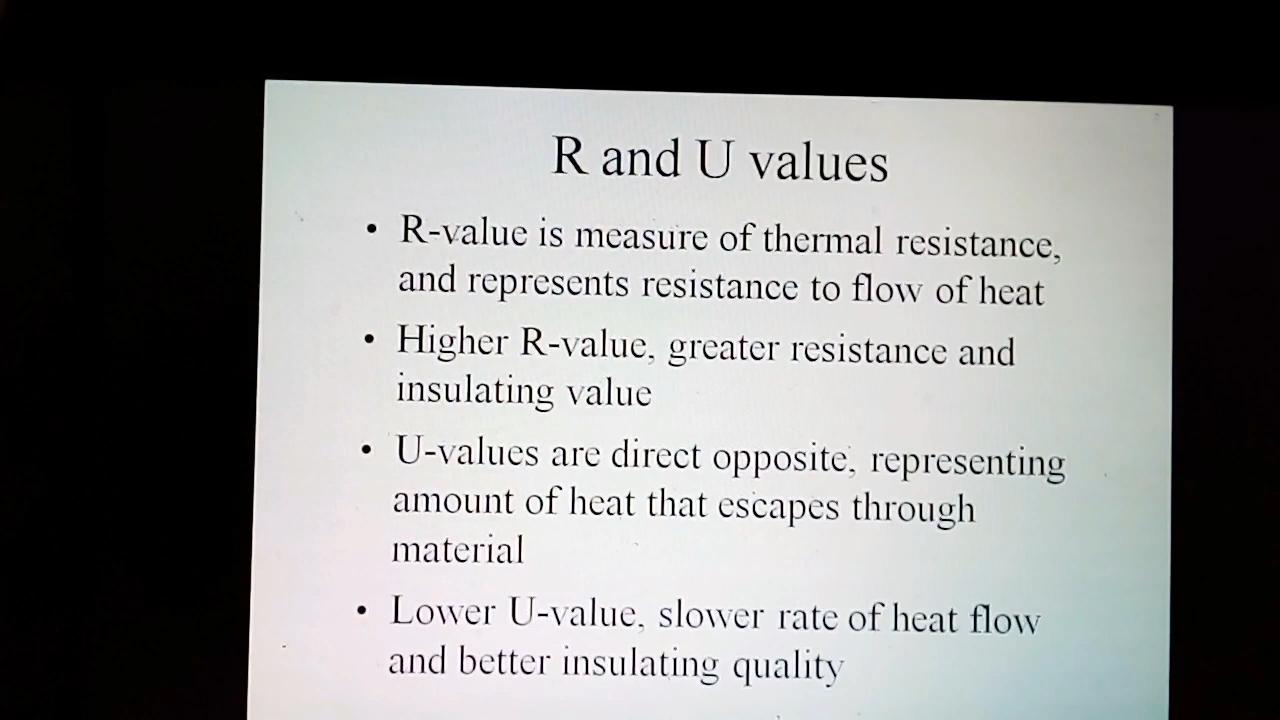 R and U values
• R-value is measure of thermal resistance,
and represents resistance to flow of heat
• Higher R-value, greater resistance and
insulating value
• U-values are direct opposite, representing
amount of heat that escapes through
material
• Lower U-value, slower rate of heat flow
and better insulating quality